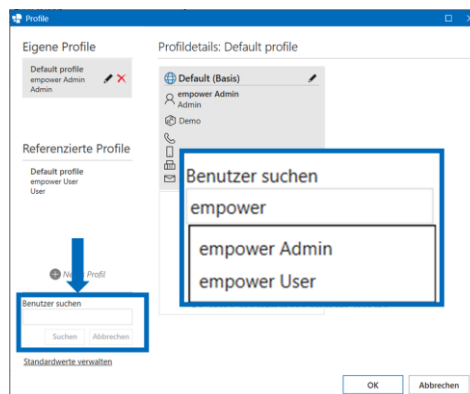 Profile
Eigene Profile
Default profile
empower Admin
Admin
Referenzierte Profile
Default profile
empower User
User
Profil
Benutzer suchen
Suchen Abbrechen
Standardwerte verwalten
Profildetails: Default profile
Default (Basis)
empower Admin
Admin
Demo
Benutzer suchen
empower
empower Admin
empower User
OK Abbrechen